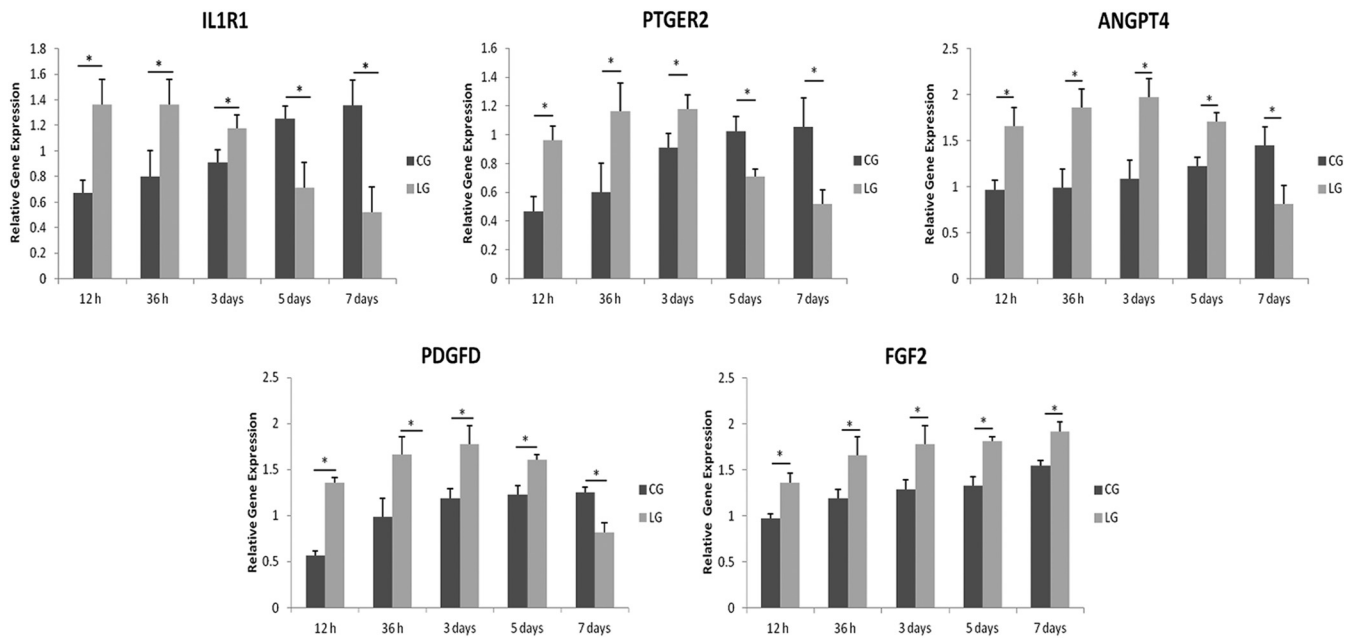 IL1R1
Relative Gene Expression
1.8
1.6
1.4
1.2
1
0.8
0.6
0.4
0.2
0
* * * * *
12 h 36 h 3 days 5 days 7 days
CG
LG
PTGER2
Relative Gene Expression
1.6
1.4
1.2
1
0.8
0.6
0.4
0.2
0
* * * * *
12 h 36 h 3 days 5 days 7 days
CG
LG
ANGPT4
Relative Gene Expression
2.5
2
1.5
1
0.5
0
* * * * *
12 h 36 h 3 days 5 days 7 days
CG
LG
PDGFD
Relative Gene Expression
2.5
2
1.5
1
0.5
0
* * * * *
12 h 36 h 3 days 5 days 7 days
CG
LG
FGF2
Relative Gene Expression
2.5
2
1.5
1
0.5
0
* * * * *
12 h 36 h 3 days 5 days 7 days
CG
LG